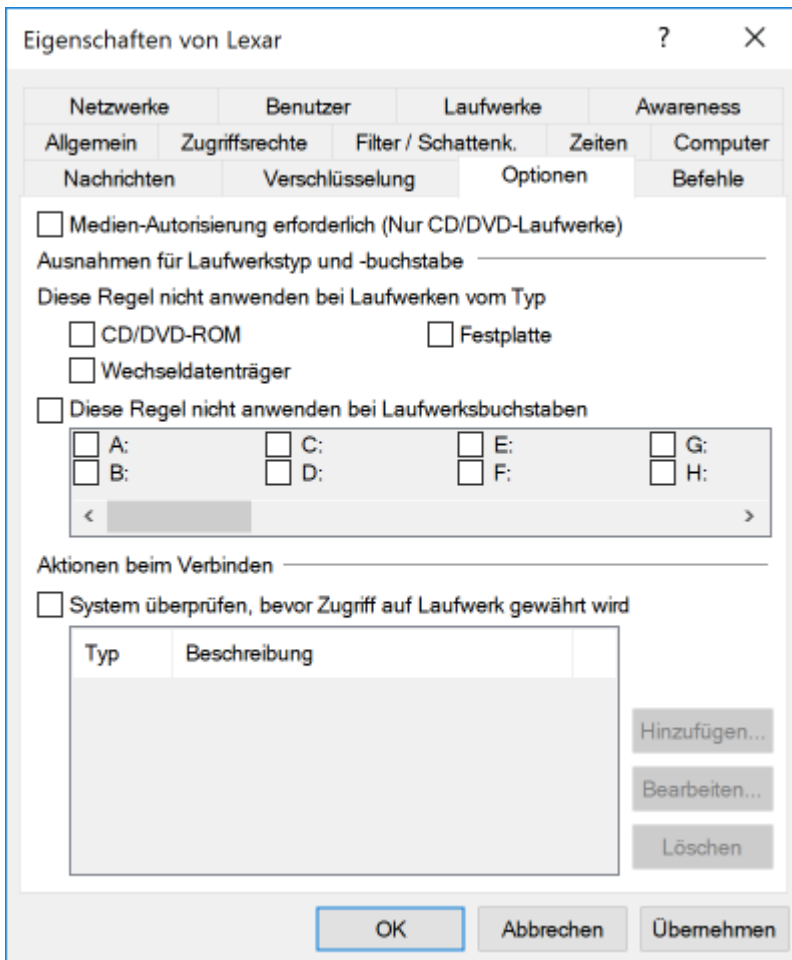 Eigenschaften von Lexar ?
Netzwerke Benutzer Laufwerke Awareness
Allgemein Zugriffsrechte Filter / Schattenk. Zeiten Computer
Nachrichten Verschlüsselung Optionen Befehle
Medien-Autorisierung erforderlich (Nur CD/DVD-Laufwerke)
Ausnahmen für Laufwerkstyp und -buchstabe
Diese Regel nicht anwenden bei Laufwerken vom Typ
CD/DVD-ROM Festplatte
Wechseldatenträger
Diese Regel nicht anwenden bei Laufwerksbuchstaben
A: C: E: G:
B: D: F: H:
Aktionen beim Verbinden
System überprüfen, bevor Zugriff auf Laufwerk gewährt wird
Typ Beschreibung
Hinzufügen...
Bearbeiten...
Löschen
OK Abbrechen Übernehmen